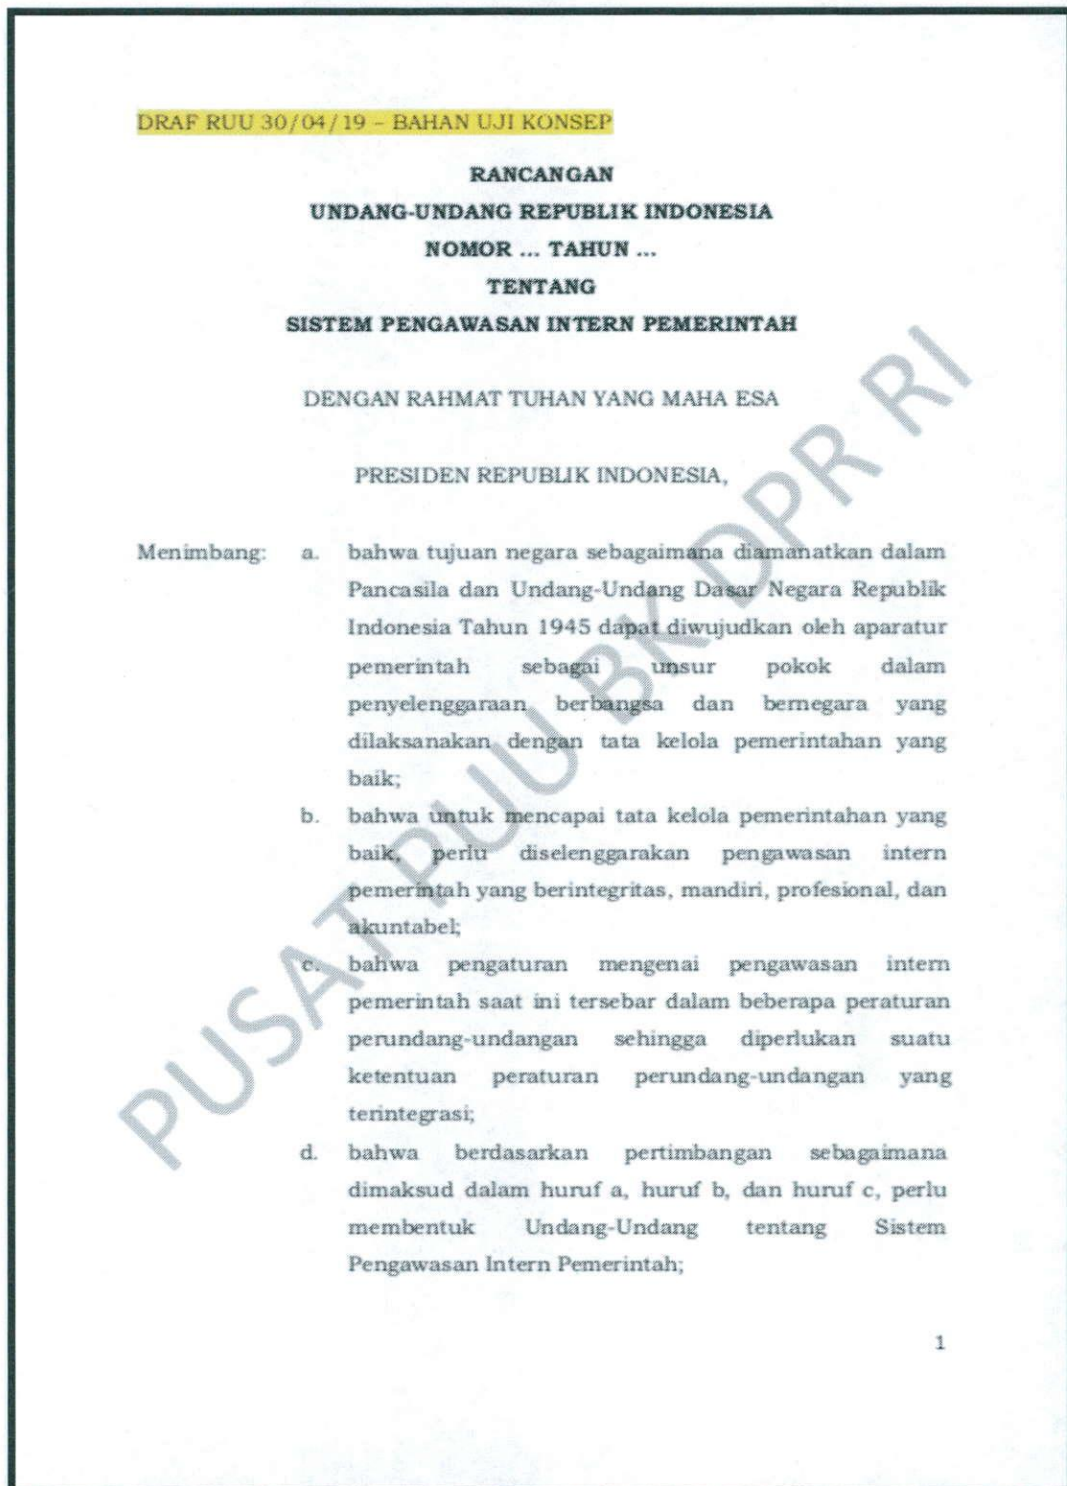 DRAF RUU 30/04/19 – BAHAN UJI KONSEP
RANCANGAN
UNDANG-UNDANG REPUBLIK INDONESIA
NOMOR ... TAHUN ...
TENTANG
SISTEM PENGAWASAN INTERN PEMERINTAH
DENGAN RAHMAT TUHAN YANG MAHA ESA
PRESIDEN REPUBLIK INDONESIA,
Menimbang: a. bahwa tujuan negara sebagaimana diamanatkan dalam
Pancasila dan Undang-Undang Dasar Negara Republik
Indonesia Tahun 1945 dapat diwujudkan oleh aparatur
pemerintah sebagai unsur pokok dalam
penyelenggaraan berbangsa dan bernegara yang
dilaksanakan dengan tata kelola pemerintahan yang
baik;
b. bahwa untuk mencapai tata kelola pemerintahan yang
baik, perlu diselenggarakan pengawasan intern
pemerintah yang berintegritas, mandiri, profesional, dan
akuntabel;
c. bahwa pengaturan mengenai pengawasan intern
pemerintah saat ini tersebar dalam beberapa peraturan
perundang-undangan sehingga diperlukan suatu
ketentuan peraturan perundang-undangan yang
terintegrasi;
d. bahwa berdasarkan pertimbangan sebagaimana
dimaksud dalam huruf a, huruf b, dan huruf c, perlu
membentuk Undang-Undang tentang Sistem
Pengawasan Intern Pemerintah;
1
PUSAT PUU BK DPR RI